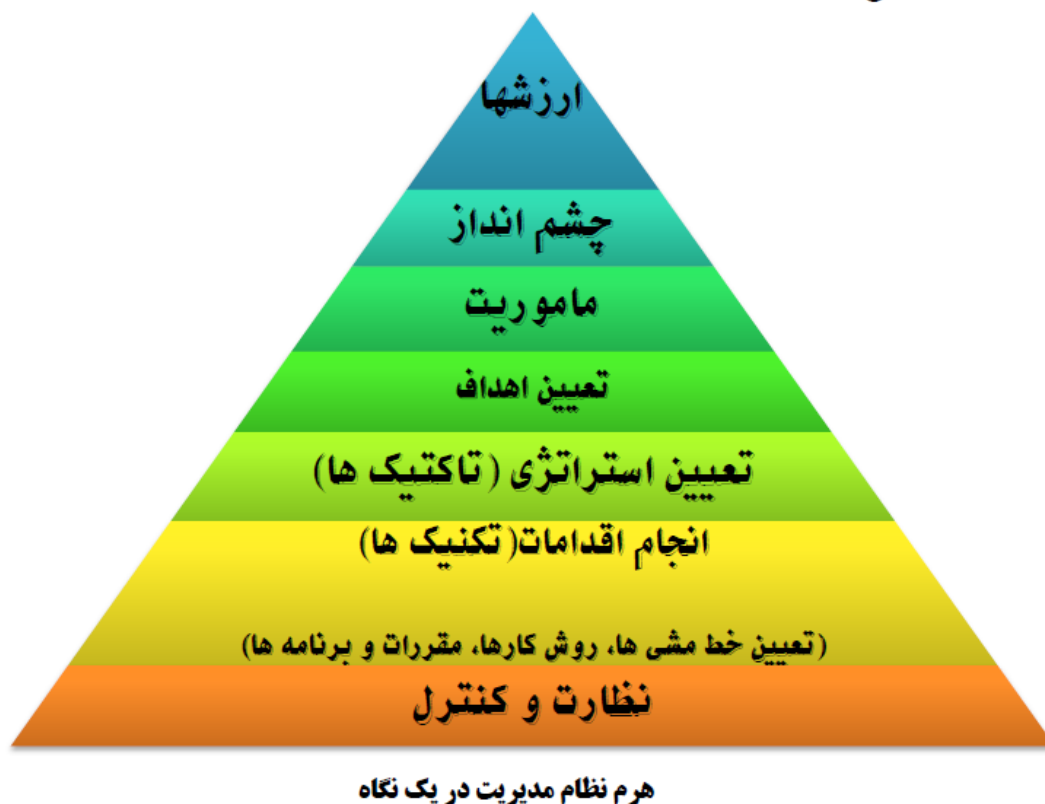 ارزشها
چشم انداز
ماموریت
تعیین اهداف
تعیین استراتژی (تاکتیک ها)
انجام اقدامات(تکنیک ها)
(تعیین خط مشی ها، روش کارها، مقررات و برنامه ها)
نظارت و کنترل
هرم نظام مدیریت در یک نگاه